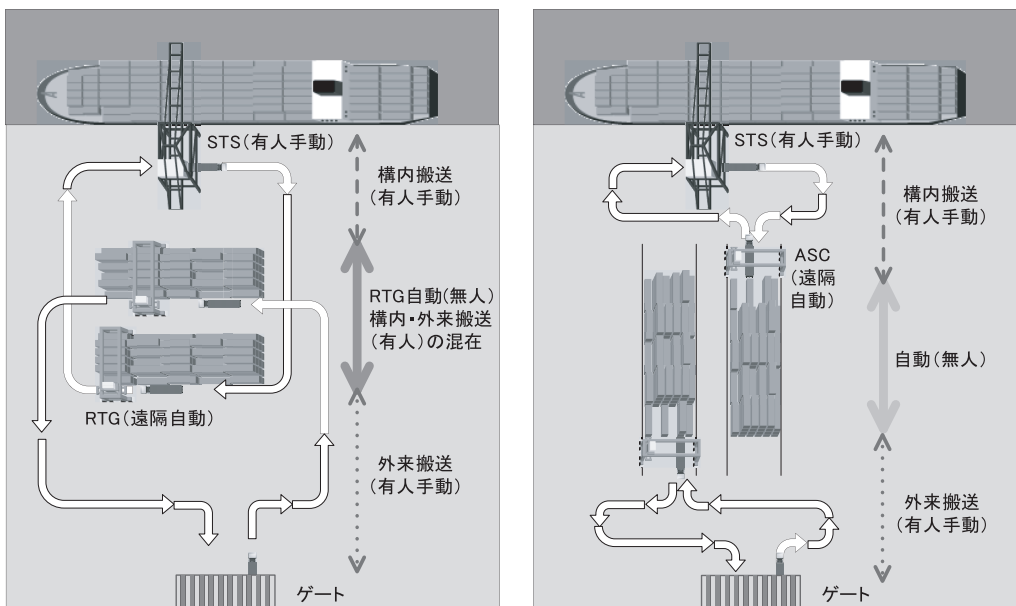 STS(有人手動)
構内搬送
(有人手動)
RTG自動(無人)
構内・外来搬送
(有人)の混在
RTG(遠隔自動)
外来搬送
(有人手動)
ゲート
STS(有人手動)
構内搬送
(有人手動)
ASC
(遠隔
自動)
自動(無人)
外来搬送
(有人手動)
ゲート